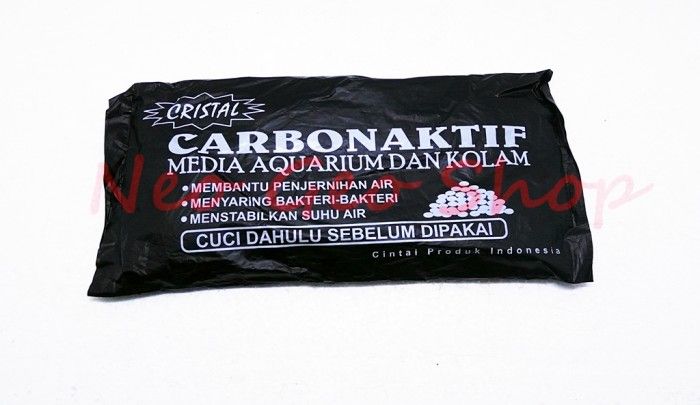 CRISTAL
CARBONAKTIF
MEDIA AQUARIUM DAN KOLAM
• MEMBANTU PENJERNIHAN AIR
• MENYARING BAKTERI-BAKTERI
• MENSTABILKAN SUHU AIR
CUCI DAHULU SEBELUM DIPAKAI
Cintai Produk Indonesia